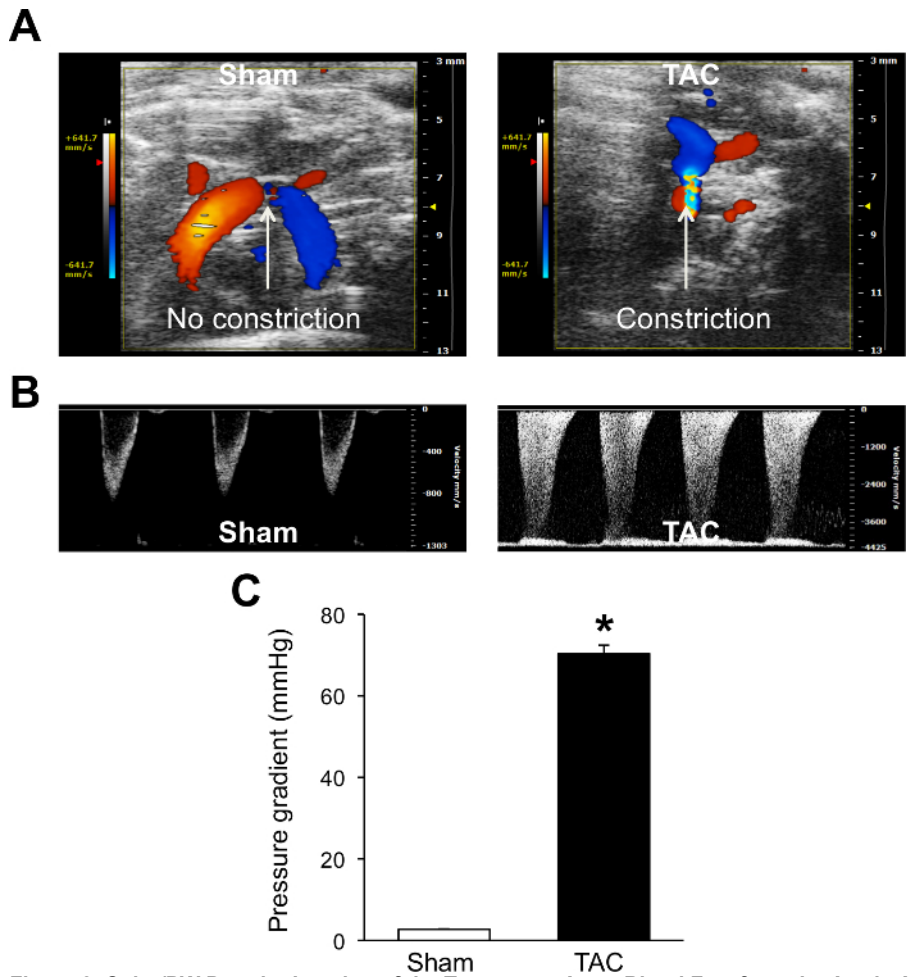 A
Sham
TAC
3 mm
5
7
9
11
13
+641.7
mm/s
-641.7
mm/s
No constriction
3 mm
5
7
9
11
13
+641.7
mm/s
-641.7
mm/s
Constriction
B
0
-400
-800
-1303
Velocity mm/s
Sham
0
-1200
-2400
-3600
-4425
Velocity mm/s
TAC
C
Pressure gradient (mmHg)
80
60
40
20
0
*
Sham
TAC